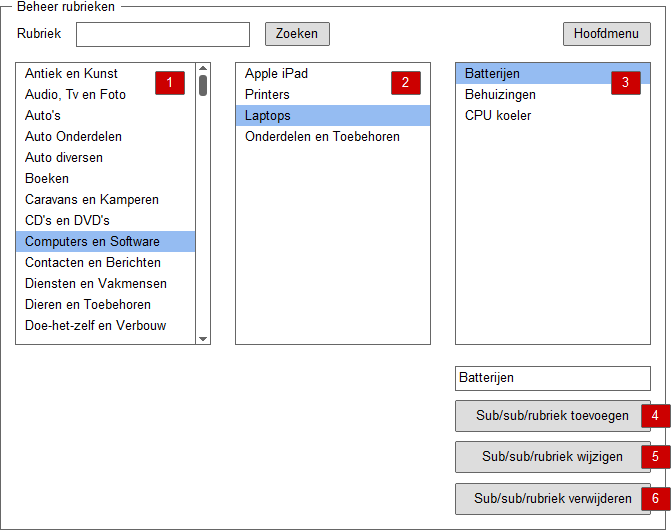 Beheer rubrieken
Rubriek
Zoeken
Hoofdmenu
1
Antiek en Kunst
Audio, Tv en Foto
Auto's
Auto Onderdelen
Auto diversen
Boeken
Caravans en Kamperen
CD's en DVD's
Computers en Software
Contacten en Berichten
Diensten en Vakmensen
Dieren en Toebehoren
Doe-het-zelf en Verbouw
2
Apple iPad
Printers
Laptops
Onderdelen en Toebehoren
3
Batterijen
Behuizingen
CPU koeler
Batterijen
Sub/sub/rubriek toevoegen 4
Sub/sub/rubriek wijzigen 5
Sub/sub/rubriek verwijderen 6